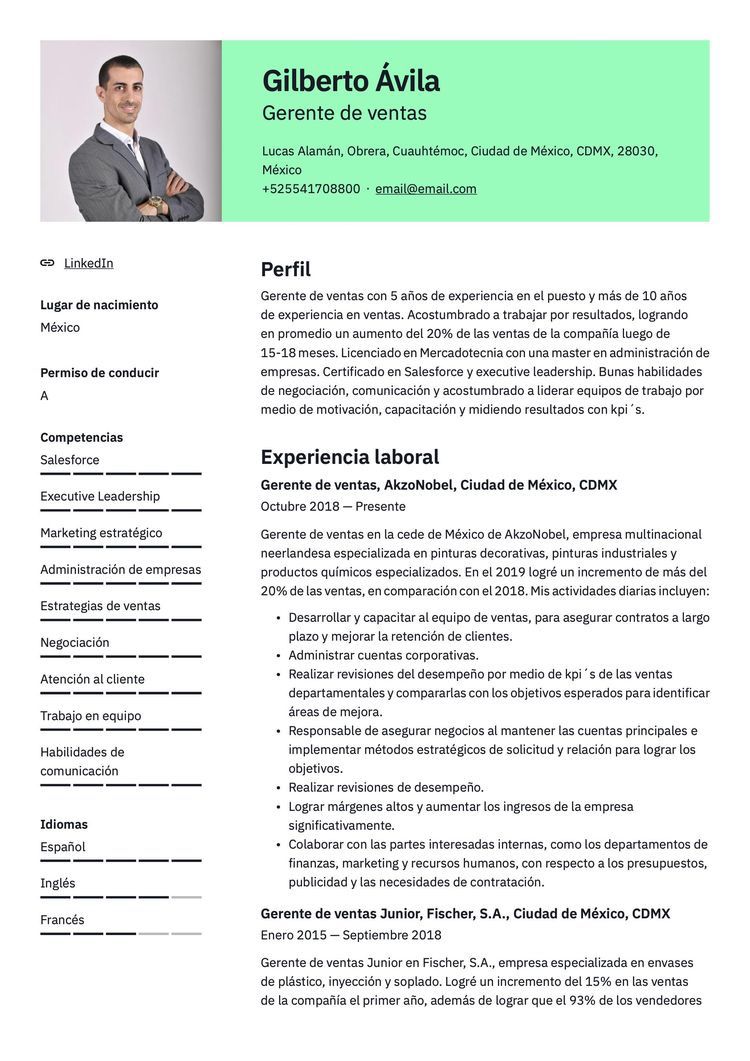 Gilberto Ávila
Gerente de ventas
Lucas Alamán, Obrera, Cuauhtémoc, Ciudad de México, CDMX, 28030,
México
+525541708800 · email@email.com
LinkedIn
Lugar de nacimiento
México
Permiso de conducir
A
Competencias
Salesforce
Executive Leadership
Marketing estratégico
Administración de empresas
Estrategias de ventas
Negociación
Atención al cliente
Trabajo en equipo
Habilidades de
comunicación
Idiomas
Español
Inglés
Francés
Perfil
Gerente de ventas con 5 años de experiencia en el puesto y más de 10 años
de experiencia en ventas. Acostumbrado a trabajar por resultados, logrando
en promedio un aumento del 20% de las ventas de la compañía luego de
15-18 meses. Licenciado en Mercadotecnia con una master en administración de
empresas. Certificado en Salesforce y executive leadership. Bunas habilidades
de negociación, comunicación y acostumbrado a liderar equipos de trabajo por
medio de motivación, capacitación y midiendo resultados con kpi´s.
Experiencia laboral
Gerente de ventas, AkzoNobel, Ciudad de México, CDMX
Octubre 2018 — Presente
Gerente de ventas en la cede de México de AkzoNobel, empresa multinacional
neerlandesa especializada en pinturas decorativas, pinturas industriales y
productos químicos especializados. En el 2019 logré un incremento de más del
20% de las ventas, en comparación con el 2018. Mis actividades diarias incluyen:
• Desarrollar y capacitar al equipo de ventas, para asegurar contratos a largo
plazo y mejorar la retención de clientes.
• Administrar cuentas corporativas.
• Realizar revisiones del desempeño por medio de kpi´s de las ventas
departamentales y compararlas con los objetivos esperados para identificar
áreas de mejora.
• Responsable de asegurar negocios al mantener las cuentas principales e
implementar métodos estratégicos de solicitud y relación para lograr los
objetivos.
• Realizar revisiones de desempeño.
• Lograr márgenes altos y aumentar los ingresos de la empresa
significativamente.
• Colaborar con las partes interesadas internas, como los departamentos de
finanzas, marketing y recursos humanos, con respecto a los presupuestos,
publicidad y las necesidades de contratación.
Gerente de ventas Junior, Fischer, S.A., Ciudad de México, CDMX
Enero 2015 — Septiembre 2018
Gerente de ventas Junior en Fischer, S.A., empresa especializada en envases
de plástico, inyección y soplado. Logré un incremento del 15% en las ventas
de la compañía el primer año, además de lograr que el 93% de los vendedores